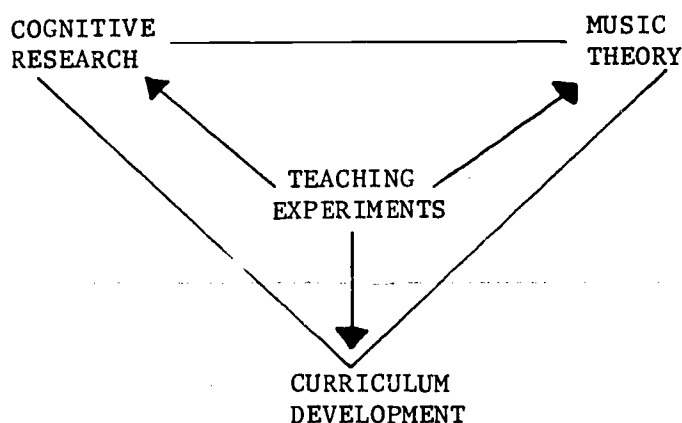 COGNITIVE
RESEARCH
MUSIC
THEORY
TEACHING
EXPERIMENTS
CURRICULUM
DEVELOPMENT